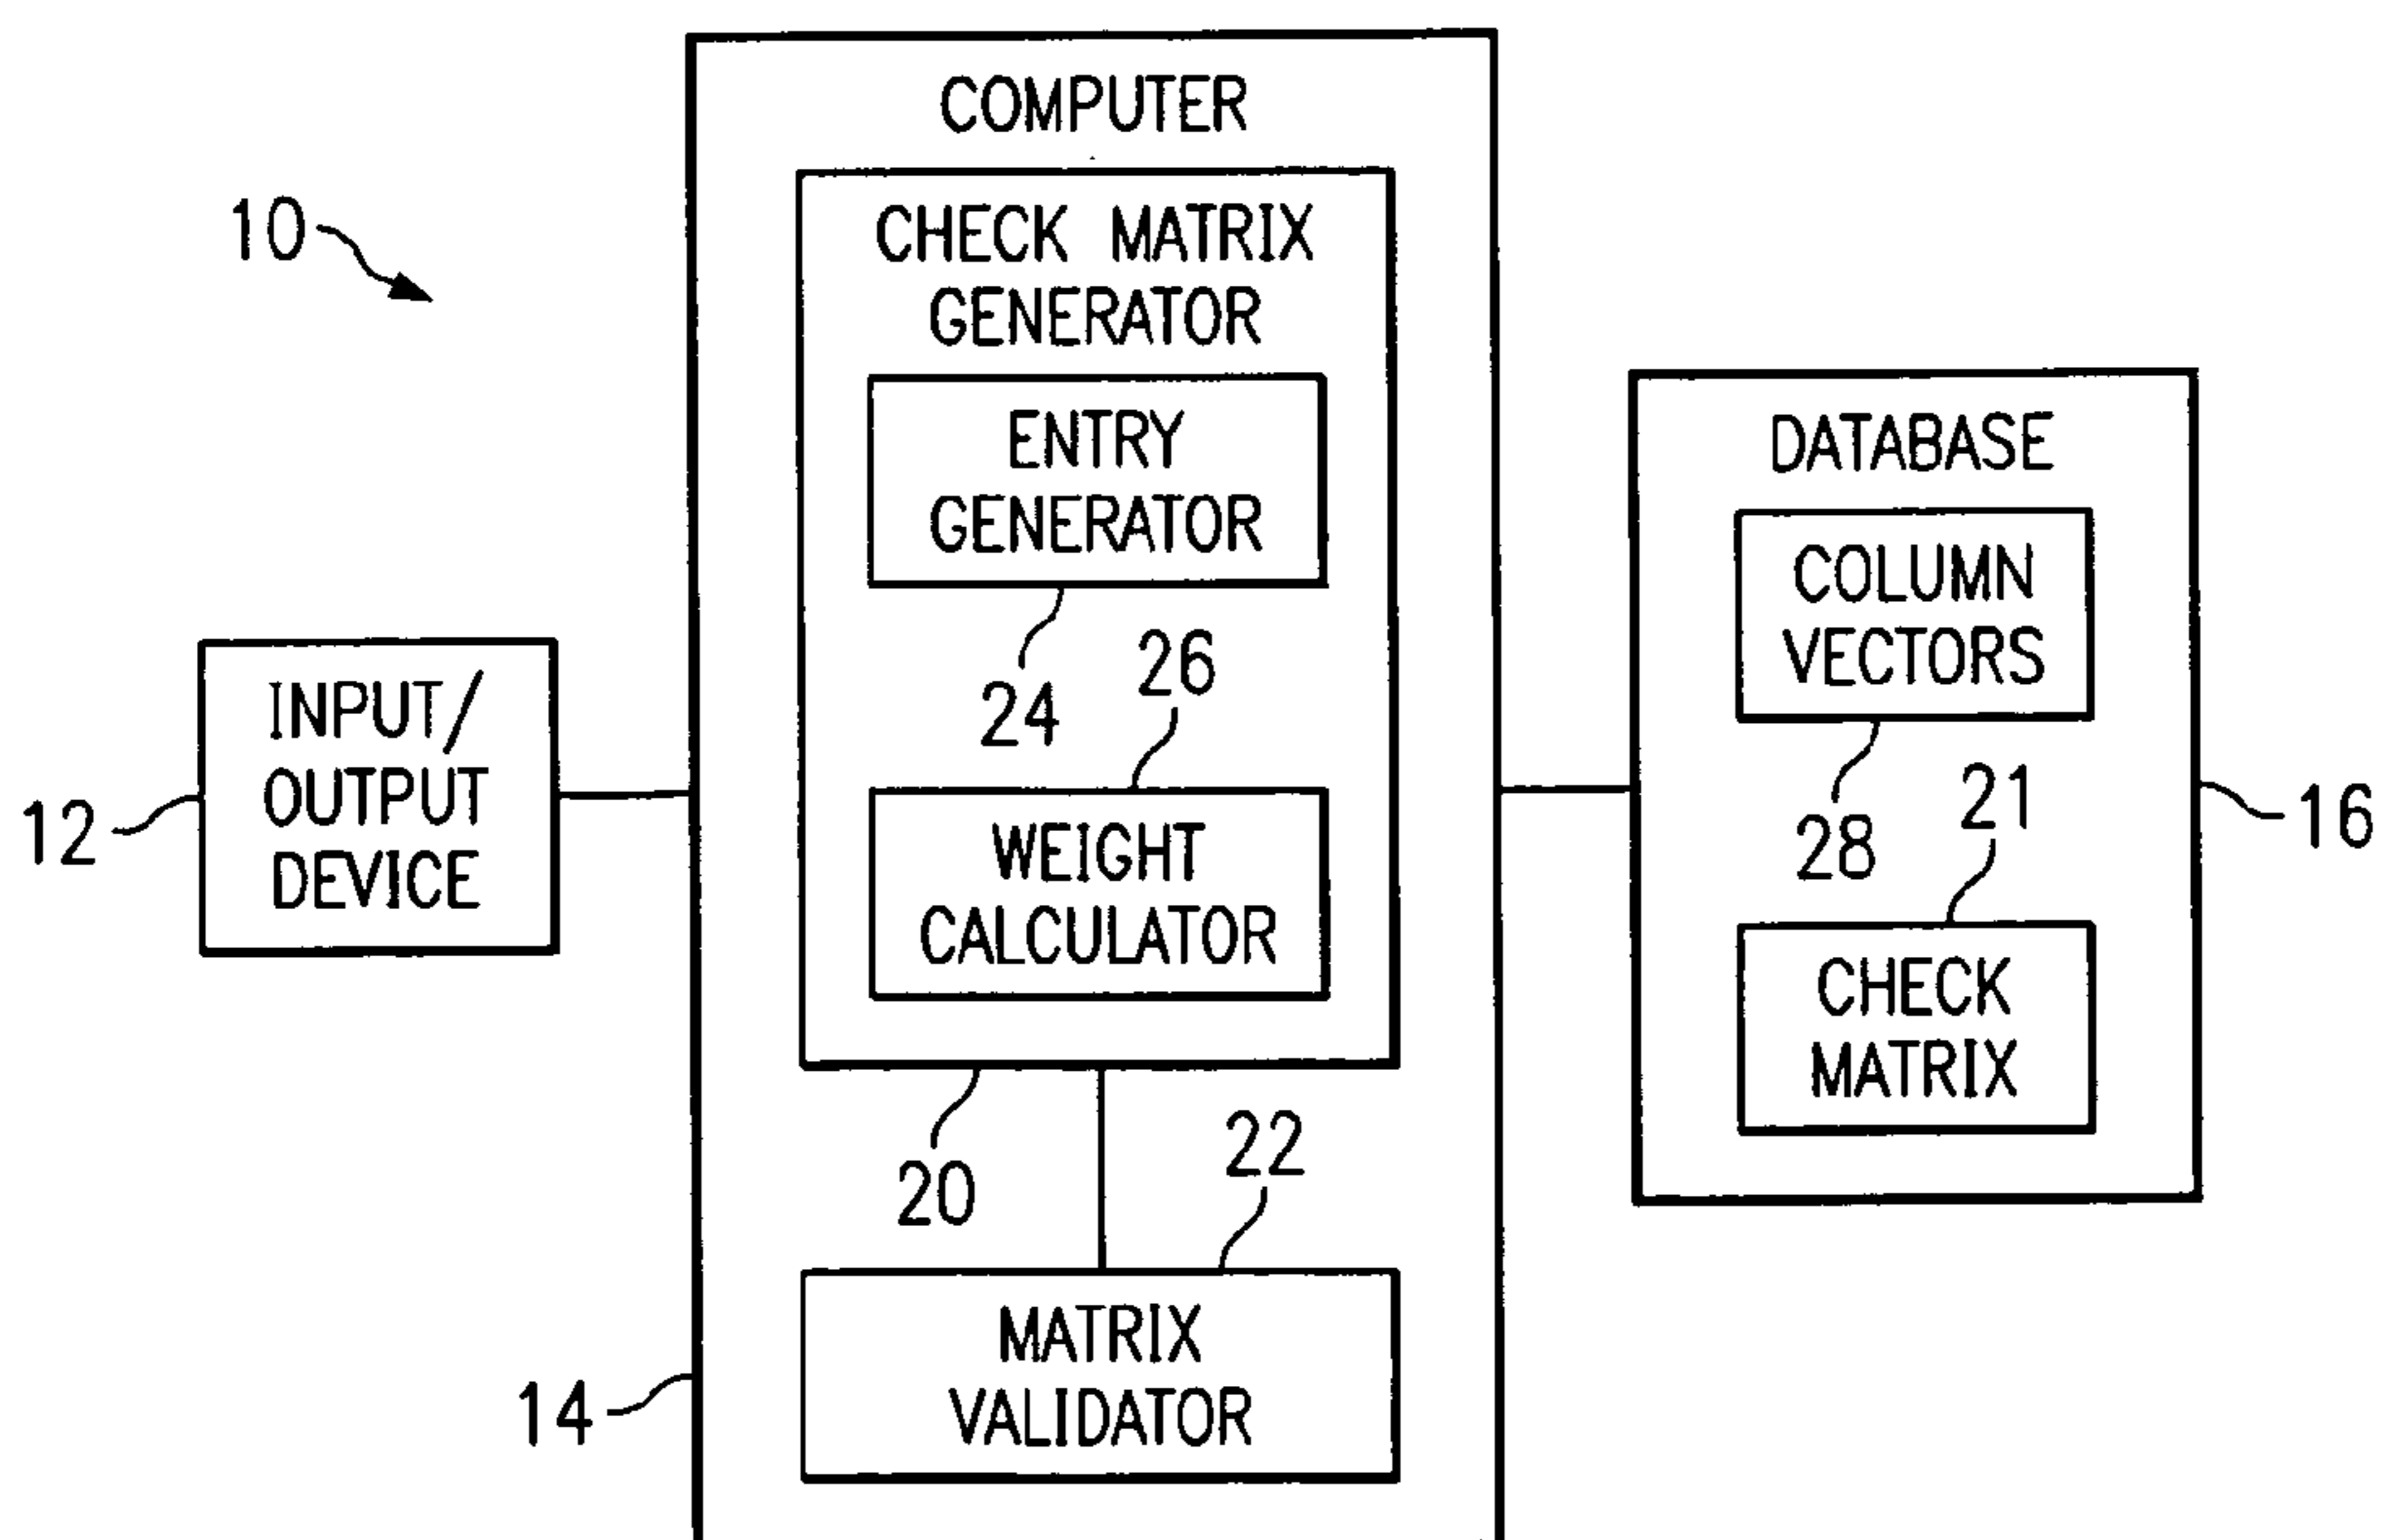 COMPUTER
10
CHECK MATRIX
GENERATOR
ENTRY
GENERATOR
24
26
WEIGHT
CALCULATOR
20
22
MATRIX
VALIDATOR
14
INPUT/
OUTPUT
DEVICE
12
DATABASE
COLUMN
VECTORS
28
21
CHECK
MATRIX
16